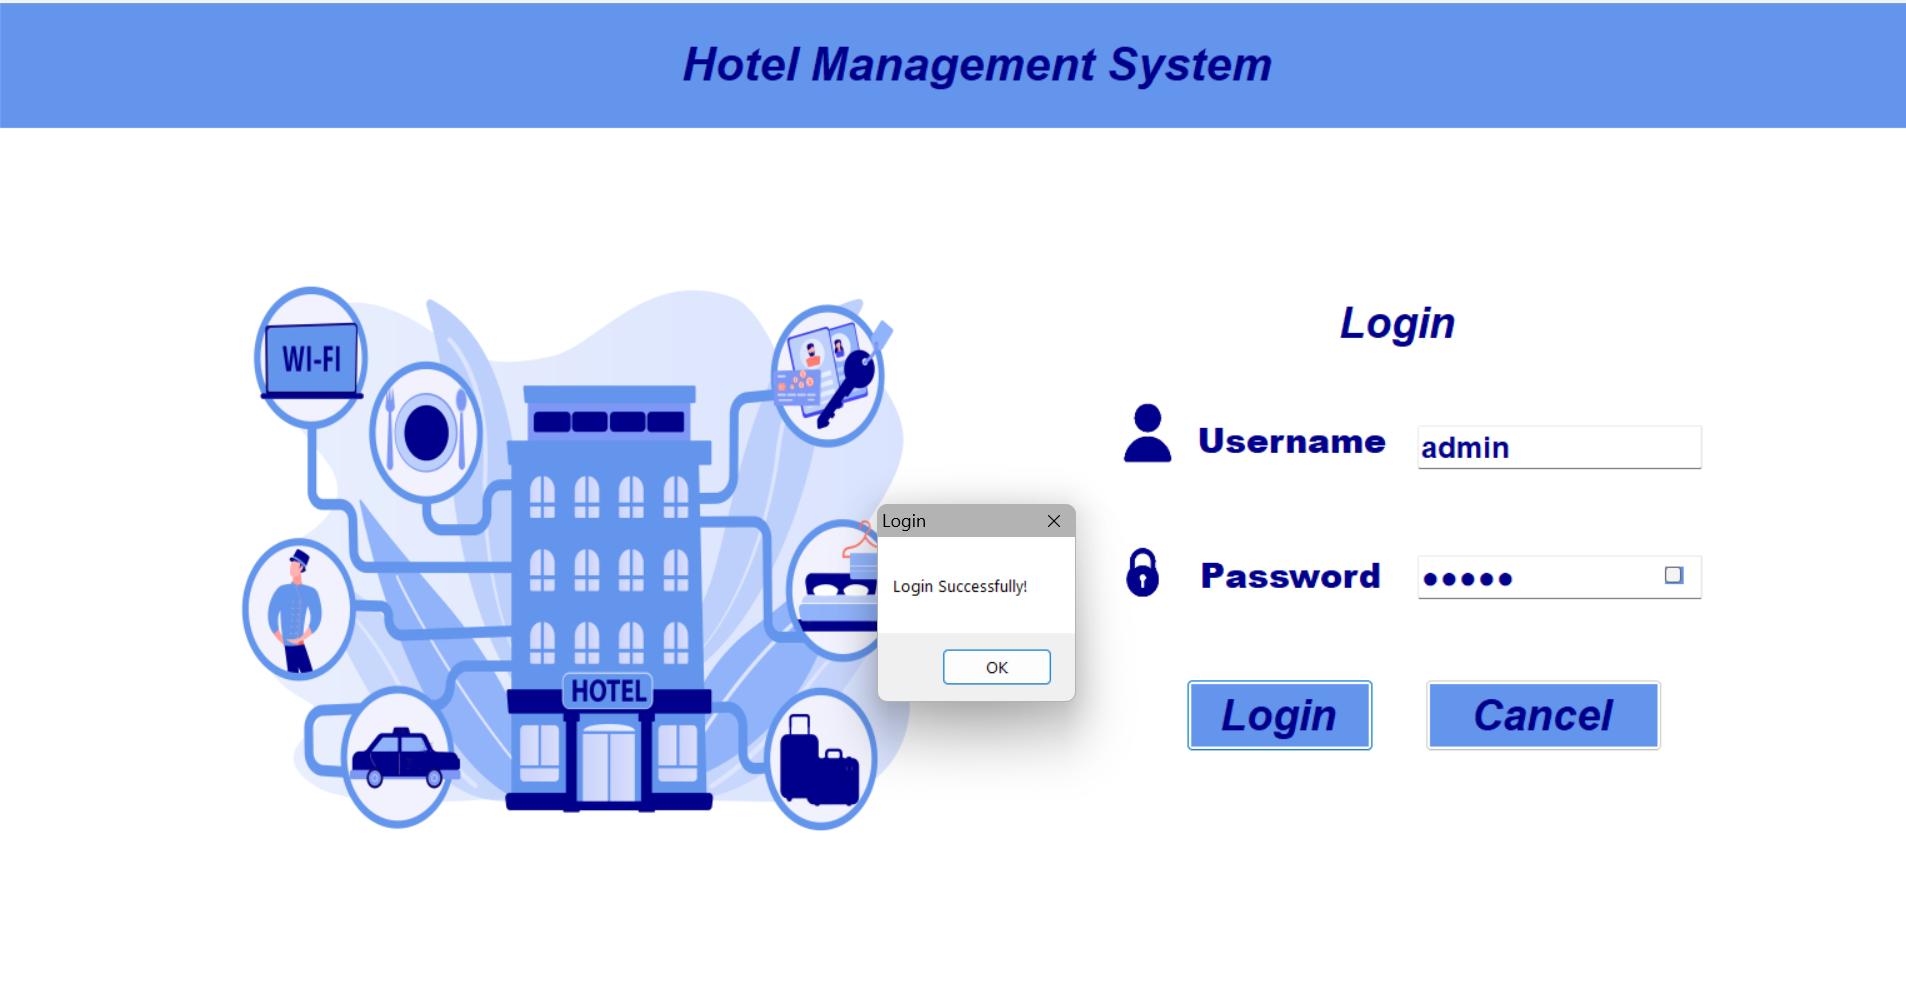 Hotel Management System
WI-FI
HOTEL
Login
Login Successfully!
OK
Login
Username
admin
Password
●●●●●
Login
Cancel